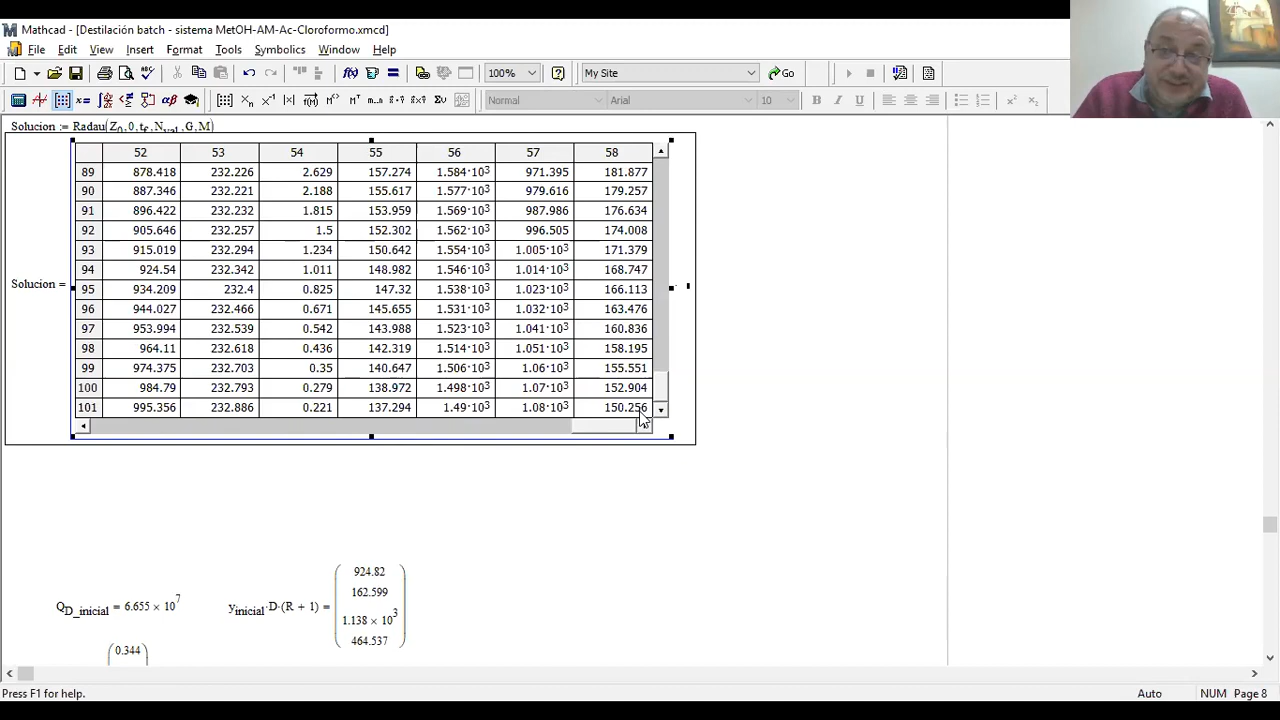 Mathcad - [Destilación batch - sistema MetOH-AM-Ac-Cloroformo.xmcd]
File Edit View Insert Format Tools Symbolics Window Help
100% My Site Go
Normal Arial 10 B I U
Solucion := Radau(Z0, 0, tf, Nval, G, M)
52 53 54 55 56 57 58
89 878.418 232.226 2.629 157.274 1.584·10³ 971.395 181.877
90 887.346 232.221 2.188 155.617 1.577·10³ 979.616 179.257
91 896.422 232.232 1.815 153.959 1.569·10³ 987.986 176.634
92 905.646 232.257 1.5 152.302 1.562·10³ 996.505 174.008
93 915.019 232.294 1.234 150.642 1.554·10³ 1.005·10³ 171.379
94 924.54 232.342 1.011 148.982 1.546·10³ 1.014·10³ 168.747
Solucion =
95 934.209 232.4 0.825 147.32 1.538·10³ 1.023·10³ 166.113
96 944.027 232.466 0.671 145.655 1.531·10³ 1.032·10³ 163.476
97 953.994 232.539 0.542 143.988 1.523·10³ 1.041·10³ 160.836
98 964.11 232.618 0.436 142.319 1.514·10³ 1.051·10³ 158.195
99 974.375 232.703 0.35 140.647 1.506·10³ 1.06·10³ 155.551
100 984.79 232.793 0.279 138.972 1.498·10³ 1.07·10³ 152.904
101 995.356 232.886 0.221 137.294 1.49·10³ 1.08·10³ 150.256
924.82
162.599
QD_inicial = 6.655 × 10⁷ yinicial·D·(R + 1) =
1.138 × 10³
464.537
0.344
Press F1 for help. Auto NUM Page 8